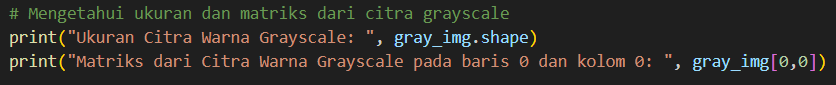 # Mengetahui ukuran dan matriks dari citra grayscale
print("Ukuran Citra Warna Grayscale: ", gray_img.shape)
print("Matriks dari Citra Warna Grayscale pada baris 0 dan kolom 0: ", gray_img[0,0])